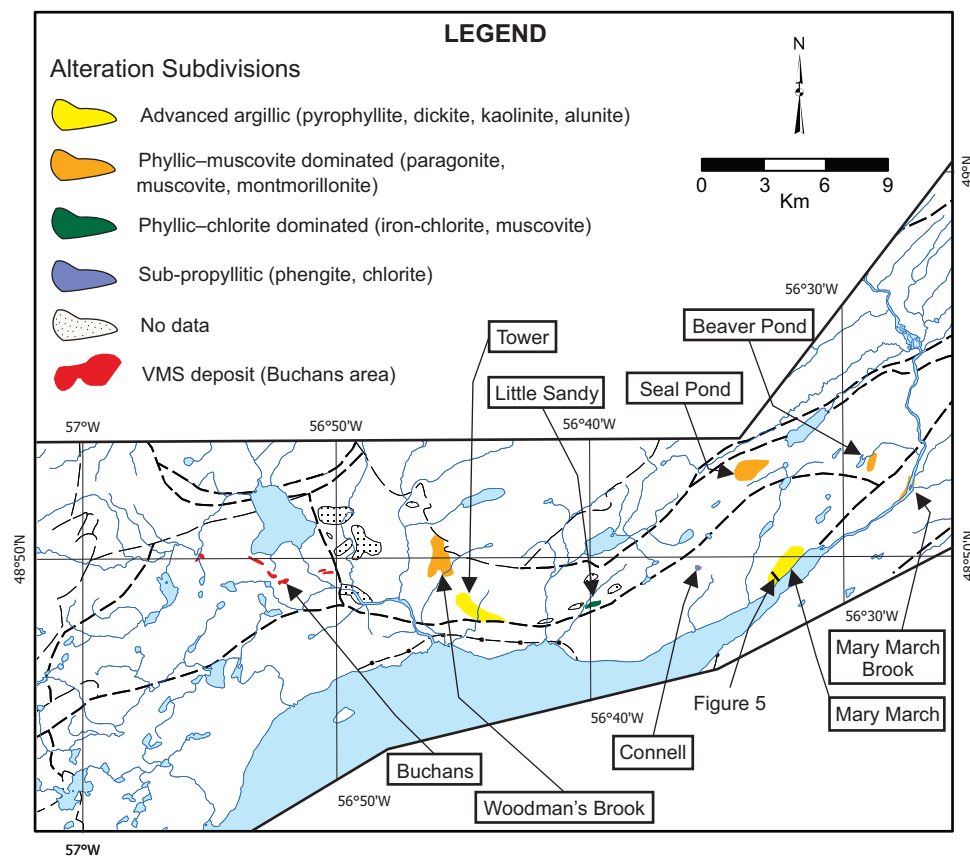 LEGEND
Alteration Subdivisions
Advanced argillic (pyrophyllite, dickite, kaolinite, alunite)
Phyllic–muscovite dominated (paragonite,
muscovite, montmorillonite)
Phyllic–chlorite dominated (iron-chlorite, muscovite)
Sub-propyllitic (phengite, chlorite)
No data
VMS deposit (Buchans area)
N
0 3 6 9
Km
49°N
56°30'W
Beaver Pond
Tower
Seal Pond
Little Sandy
57°W
56°50'W
56°40'W
48°50'N
48°50'N
56°30'W
Mary March
Brook
Figure 5
Mary March
56°40'W
Connell
Buchans
56°50'W
Woodman's Brook
57°W